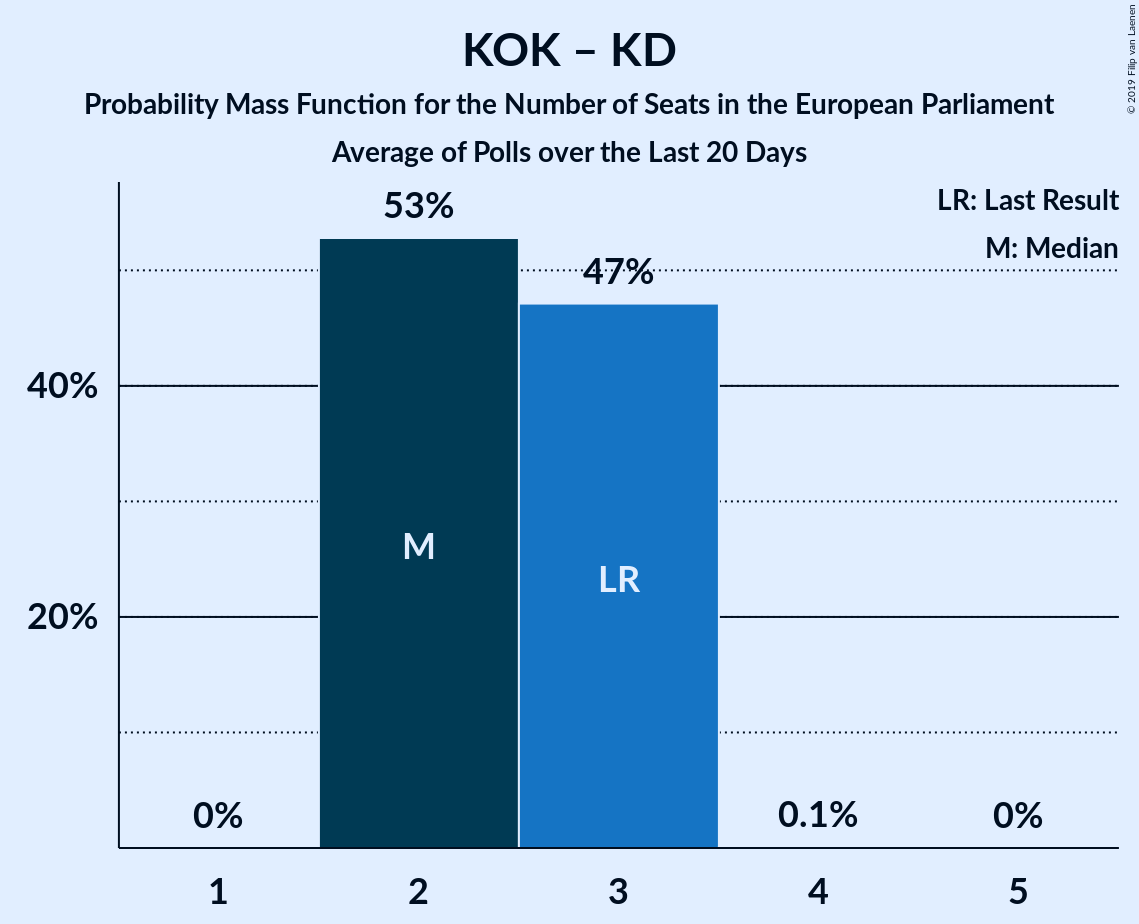 KOK – KD
Probability Mass Function for the Number of Seats in the European Parliament
Average of Polls over the Last 20 Days
© 2019 Filip van Laenen
LR: Last Result
M: Median
53%
47%
40%
20%
M
LR
0%
0.1%
0%
1
2
3
4
5